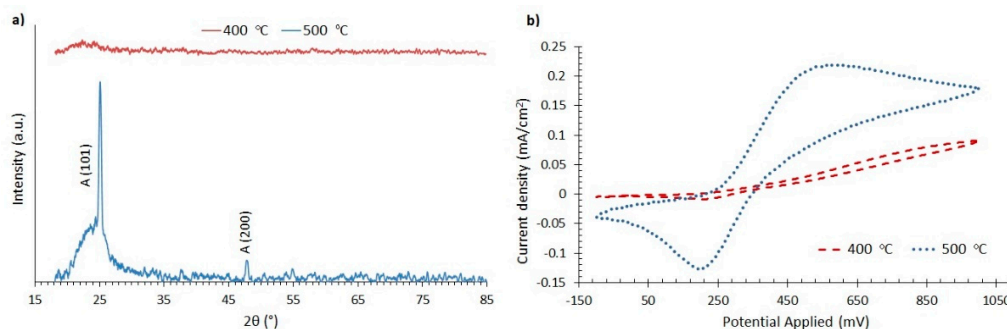 a)
400 °C 500 °C
Intensity (a.u.)
A (101)
A (200)
15 25 35 45 55 65 75 85
2θ (°)
b)
Current density (mA/cm²)
0.25
0.2
0.15
0.1
0.05
0
-0.05
-0.1
-0.15
400 °C 500 °C
-150 50 250 450 650 850 1050
Potential Applied (mV)